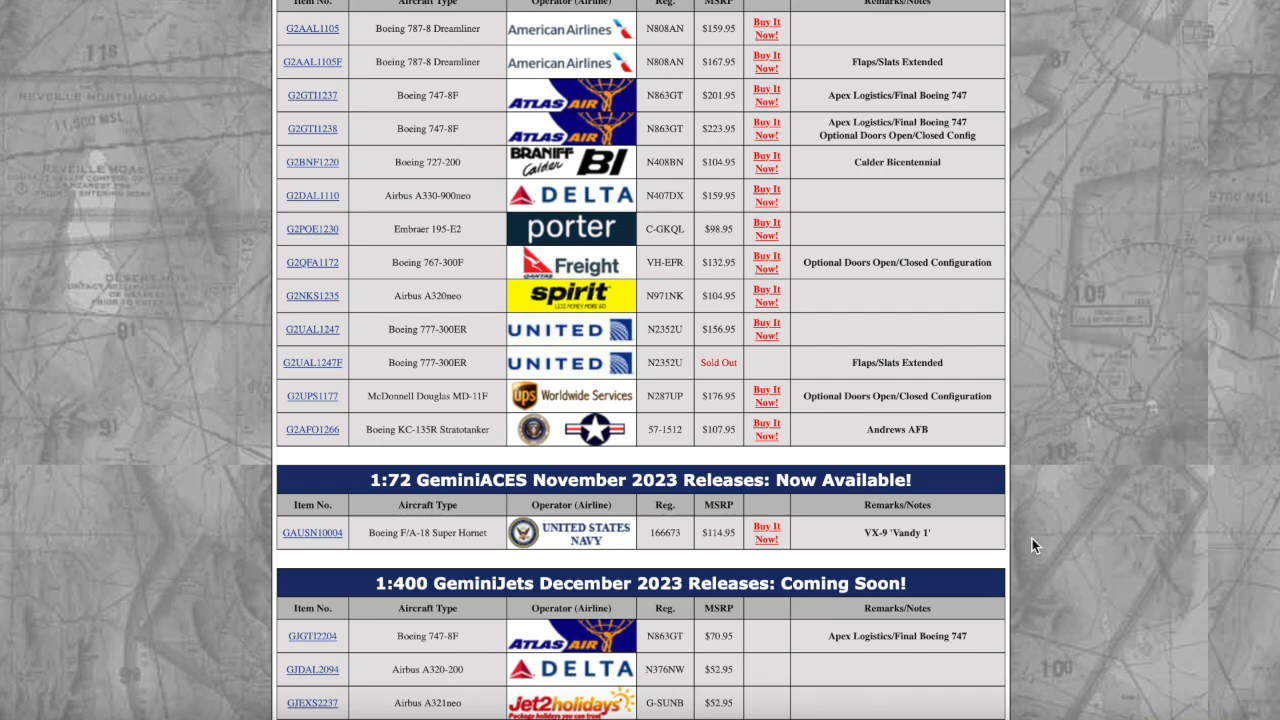 Item No. Aircraft Type Operator (Airline) Reg. MSRP Remarks/Notes
G2AAL1105 Boeing 787-8 Dreamliner American Airlines N808AN $159.95 Buy It Now!
G2AAL1105F Boeing 787-8 Dreamliner American Airlines N808AN $167.95 Buy It Now! Flaps/Slats Extended
G2GTI1237 Boeing 747-8F ATLAS AIR N863GT $201.95 Buy It Now! Apex Logistics/Final Boeing 747
G2GTI1238 Boeing 747-8F ATLAS AIR N863GT $223.95 Buy It Now! Apex Logistics/Final Boeing 747 Optional Doors Open/Closed Config
G2BNF1220 Boeing 727-200 BRANIFF Calder BI N408BN $104.95 Buy It Now! Calder Bicentennial
G2DAL1110 Airbus A330-900neo DELTA N407DX $159.95 Buy It Now!
G2POE1230 Embraer 195-E2 porter C-GKQL $98.95 Buy It Now!
G2QFA1172 Boeing 767-300F QANTAS Freight VH-EFR $132.95 Buy It Now! Optional Doors Open/Closed Configuration
G2NKS1235 Airbus A320neo spirit LESS MONEY. MORE GO. N971NK $104.95 Buy It Now!
G2UAL1247 Boeing 777-300ER UNITED N2352U $156.95 Buy It Now!
G2UAL1247F Boeing 777-300ER UNITED N2352U Sold Out Flaps/Slats Extended
G2UPS1177 McDonnell Douglas MD-11F ups Worldwide Services N287UP $176.95 Buy It Now! Optional Doors Open/Closed Configuration
G2AFO1266 Boeing KC-135R Stratotanker 57-1512 $107.95 Buy It Now! Andrews AFB
1:72 GeminiACES November 2023 Releases: Now Available!
Item No. Aircraft Type Operator (Airline) Reg. MSRP Remarks/Notes
GAUSN10004 Boeing F/A-18 Super Hornet UNITED STATES NAVY 166673 $114.95 Buy It Now! VX-9 'Vandy 1'
1:400 GeminiJets December 2023 Releases: Coming Soon!
Item No. Aircraft Type Operator (Airline) Reg. MSRP Remarks/Notes
GJGTI2204 Boeing 747-8F ATLAS AIR N863GT $70.95 Apex Logistics/Final Boeing 747
GJDAL2094 Airbus A320-200 DELTA N376NW $52.95
GJEXS2237 Airbus A321neo Jet2holidays Package holidays you can trust G-SUNB $52.95